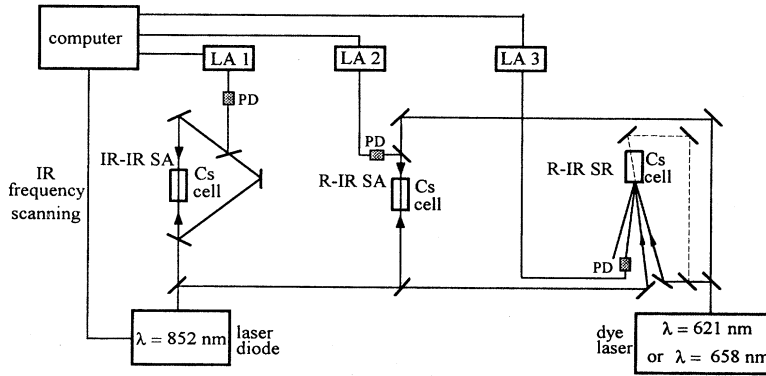 computer
LA 1
LA 2
LA 3
PD
PD
IR-IR SA
Cs
cell
R-IR SA
Cs
cell
R-IR SR
Cs
cell
IR
frequency
scanning
PD
λ = 852 nm
laser
diode
dye
laser
λ = 621 nm
or λ = 658 nm